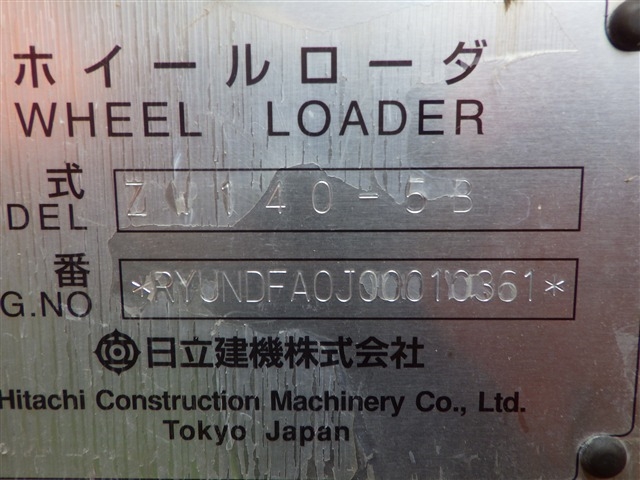 ホイールローダ
WHEEL LOADER
式 ZW140-5B
DEL
番 *RYUNDFA0J00010361*
G.NO
日立建機株式会社
Hitachi Construction Machinery Co., Ltd.
Tokyo Japan